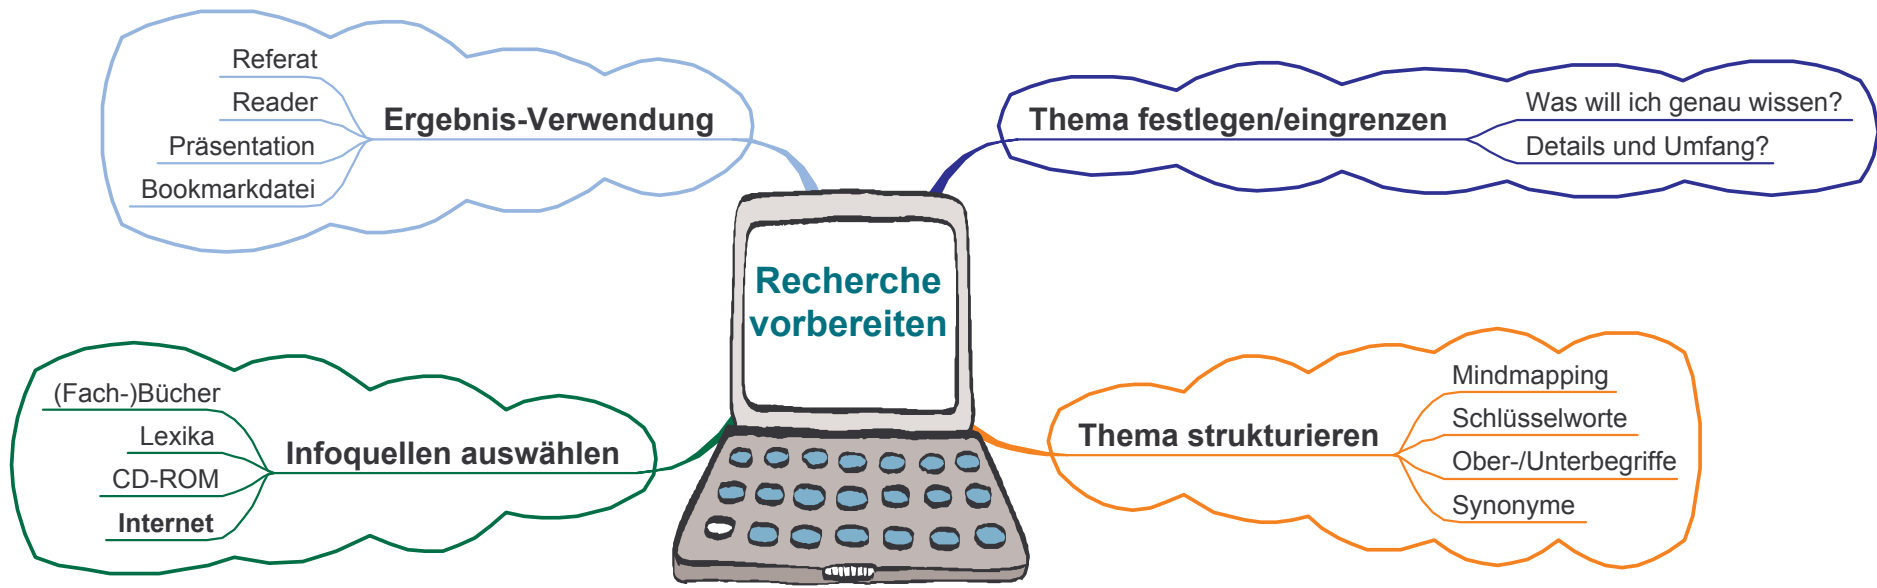 Recherche
vorbereiten
Thema festlegen/eingrenzen
Was will ich genau wissen?
Details und Umfang?
Thema strukturieren
Mindmapping
Schlüsselworte
Ober-/Unterbegriffe
Synonyme
Infoquellen auswählen
(Fach-)Bücher
Lexika
CD-ROM
Internet
Ergebnis-Verwendung
Referat
Reader
Präsentation
Bookmarkdatei